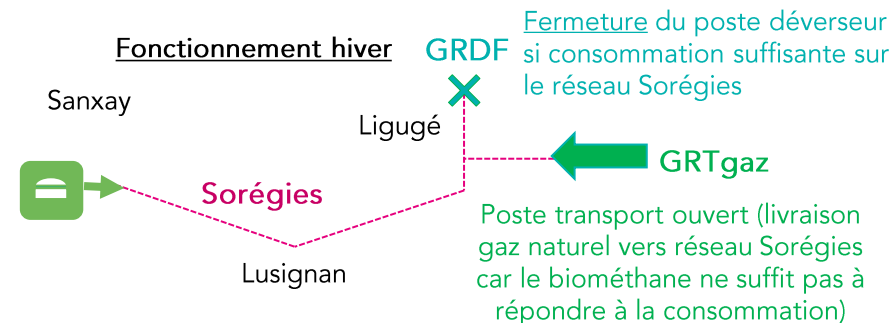 Fonctionnement hiver
GRDF
Fermeture du poste déverseur
si consommation suffisante sur
le réseau Sorégies
Sanxay
Ligugé
GRTgaz
Sorégies
Lusignan
Poste transport ouvert (livraison
gaz naturel vers réseau Sorégies
car le biométhane ne suffit pas à
répondre à la consommation)